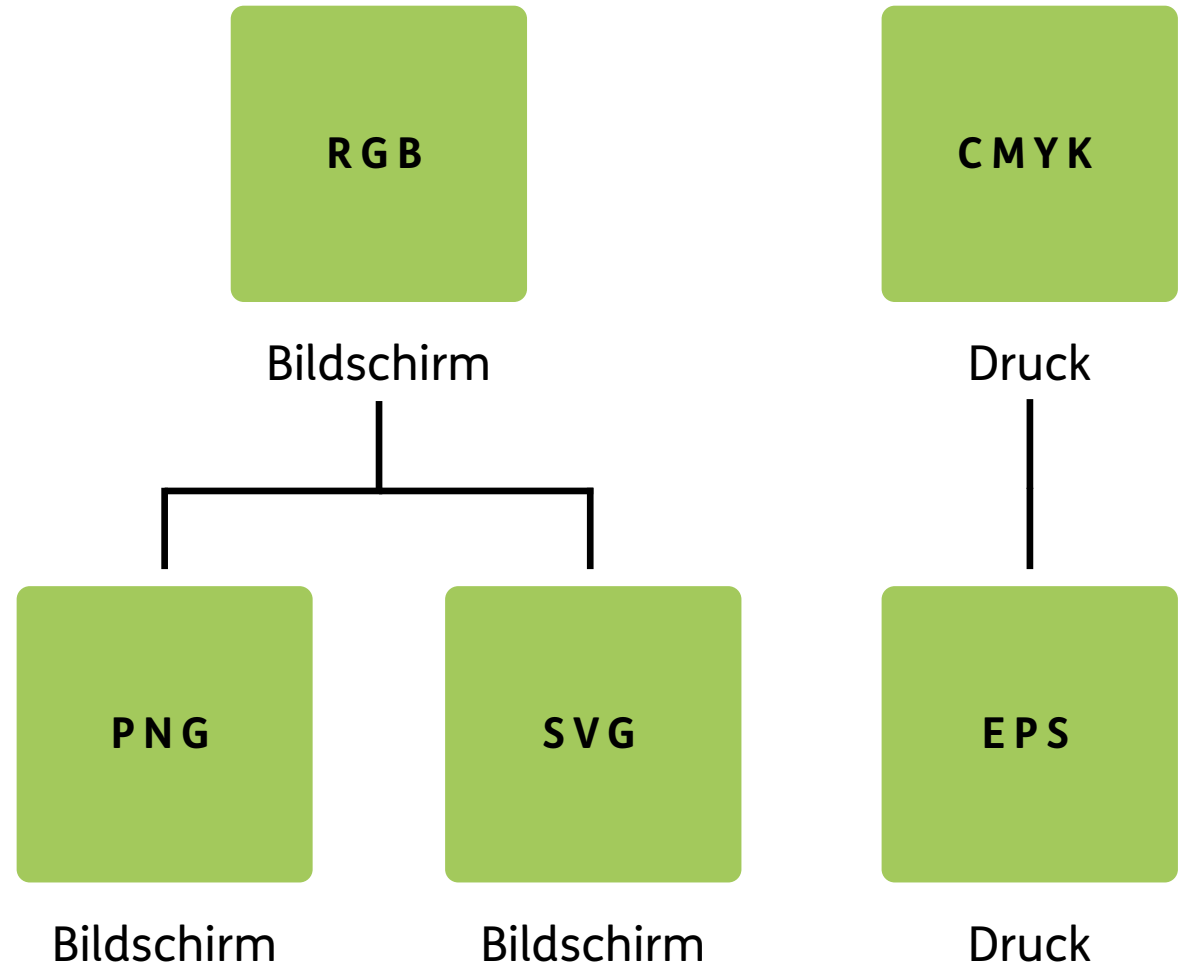 RGB
CMYK
Bildschirm
Druck
PNG
SVG
EPS
Bildschirm
Bildschirm
Druck